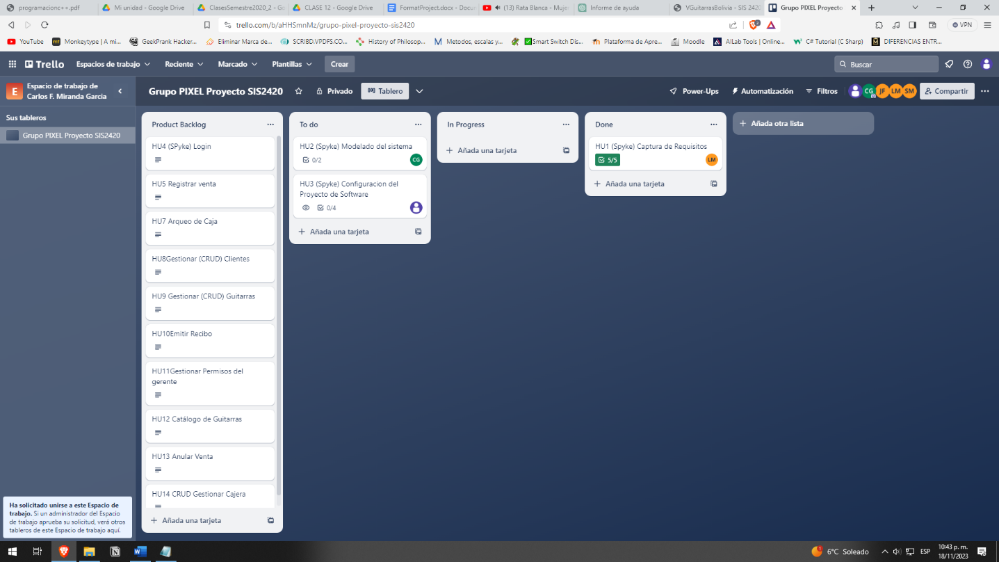 programacionc++.pdf
Mi unidad - Google Drive
ClasesSemestre2020_2 - Go
CLASE 12 - Google Drive
FormatProject.docx - Docum
(13) Rata Blanca - Mujer
Informe de ayuda
VGuitarrasBolivia - SIS 2420
Grupo PIXEL Proyecto
trello.com/b/aHHSmnMz/grupo-pixel-proyecto-sis2420
VPN
YouTube
Monkeytype | A mi...
GeekPrank Hacker...
Eliminar Marca de...
SCRIBD.VPDFS.CO...
History of Philosop...
Metodos, escalas y...
Smart Switch Dis...
Plataforma de Apre...
Moodle
AILab Tools | Online...
C# Tutorial (C Sharp)
DIFERENCIAS ENTR...
Trello
Espacios de trabajo
Reciente
Marcado
Plantillas
Crear
Buscar
E
Espacio de trabajo de
Carlos F. Miranda Garcia
Grupo PIXEL Proyecto SIS2420
Privado
Tablero
Power-Ups
Automatización
Filtros
CG
JF
LM
SM
Compartir
Sus tableros
Grupo PIXEL Proyecto SIS2420
Product Backlog
HU4 (SPyke) Login
HU5 Registrar venta
HU7 Arqueo de Caja
HU8Gestionar (CRUD) Clientes
HU9 Gestionar (CRUD) Guitarras
HU10Emitir Recibo
HU11Gestionar Permisos del
gerente
HU12 Catálogo de Guitarras
HU13 Anular Venta
HU14 CRUD Gestionar Cajera
Añada una tarjeta
To do
HU2 (Spyke) Modelado del sistema
0/2
CG
HU3 (Spyke) Configuracion del
Proyecto de Software
0/4
Añada una tarjeta
In Progress
Añada una tarjeta
Done
HU1 (Spyke) Captura de Requisitos
5/5
LM
Añada una tarjeta
Añada otra lista
Ha solicitado unirse a este Espacio de
trabajo. Si un administrador del Espacio
de trabajo aprueba su solicitud, verá otros
tableros de este Espacio de trabajo aquí.
6°C Soleado
ESP
10:43 p. m.
18/11/2023